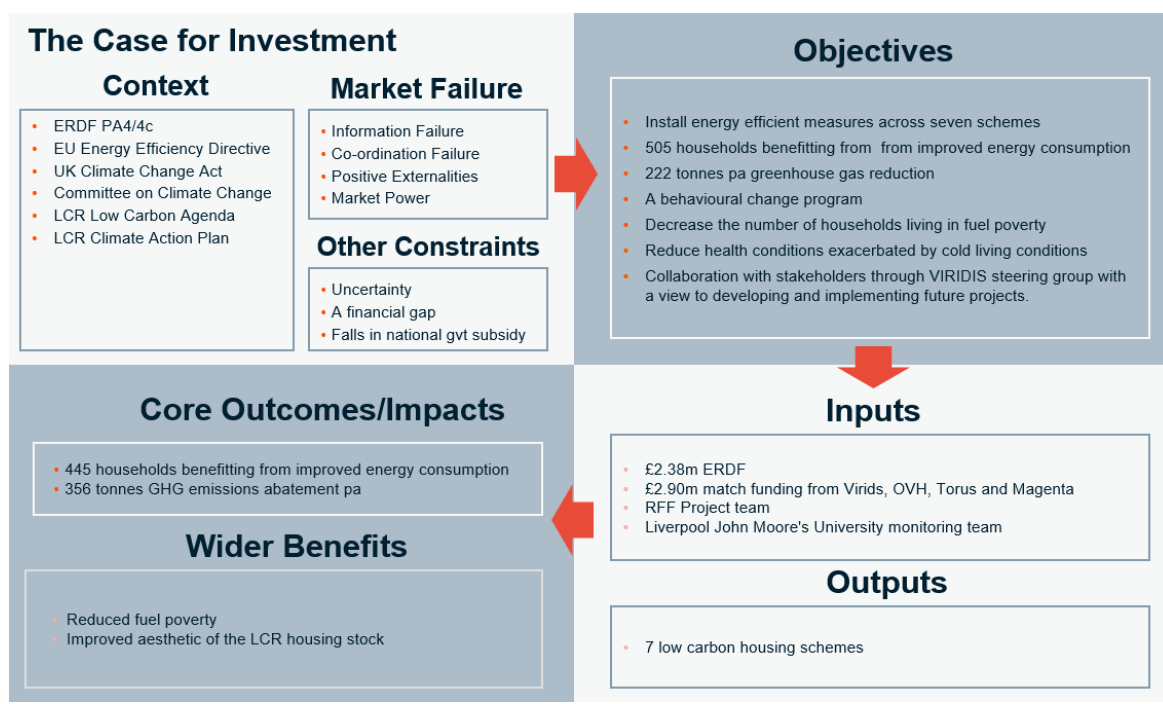 The Case for Investment
Context
• ERDF PA4/4c
• EU Energy Efficiency Directive
• UK Climate Change Act
• Committee on Climate Change
• LCR Low Carbon Agenda
• LCR Climate Action Plan
Market Failure
• Information Failure
• Co-ordination Failure
• Positive Externalities
• Market Power
Other Constraints
• Uncertainty
• A financial gap
• Falls in national gvt subsidy
Objectives
• Install energy efficient measures across seven schemes
• 505 households benefitting from from improved energy consumption
• 222 tonnes pa greenhouse gas reduction
• A behavioural change program
• Decrease the number of households living in fuel poverty
• Reduce health conditions exacerbated by cold living conditions
• Collaboration with stakeholders through VIRIDIS steering group with
a view to developing and implementing future projects.
Inputs
• £2.38m ERDF
• £2.90m match funding from Virids, OVH, Torus and Magenta
• RFF Project team
• Liverpool John Moore's University monitoring team
Outputs
• 7 low carbon housing schemes
Core Outcomes/Impacts
• 445 households benefitting from improved energy consumption
• 356 tonnes GHG emissions abatement pa
Wider Benefits
• Reduced fuel poverty
• Improved aesthetic of the LCR housing stock